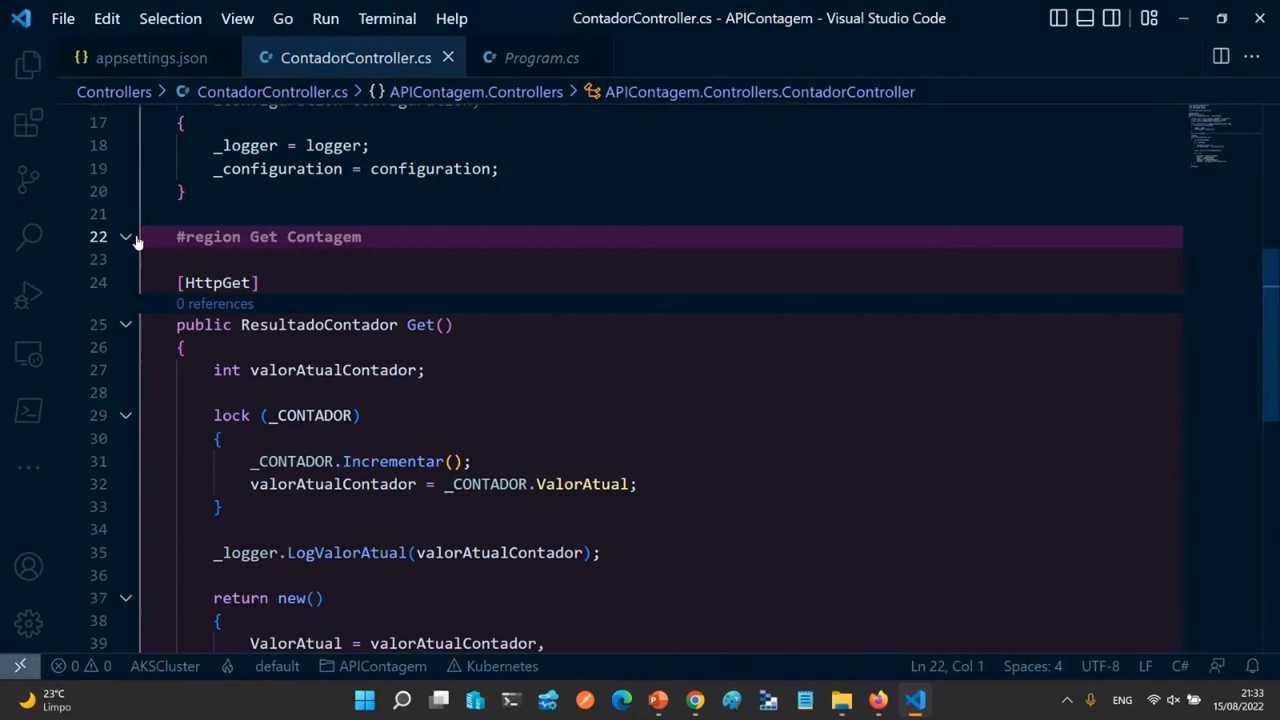 File Edit Selection View Go Run Terminal Help ContadorController.cs - APIContagem - Visual Studio Code
{} appsettings.json ContadorController.cs Program.cs
Controllers > ContadorController.cs > {} APIContagem.Controllers > APIContagem.Controllers.ContadorController
17 {
18 _logger = logger;
19 _configuration = configuration;
20 }
21
22 #region Get Contagem
23
24 [HttpGet]
0 references
25 public ResultadoContador Get()
26 {
27 int valorAtualContador;
28
29 lock (_CONTADOR)
30 {
31 _CONTADOR.Incrementar();
32 valorAtualContador = _CONTADOR.ValorAtual;
33 }
34
35 _logger.LogValorAtual(valorAtualContador);
36
37 return new()
38 {
39 ValorAtual = valorAtualContador,
0 0 AKSCluster default APIContagem Kubernetes Ln 22, Col 1 Spaces: 4 UTF-8 LF C#
23°C
Limpo
21:33
15/08/2022